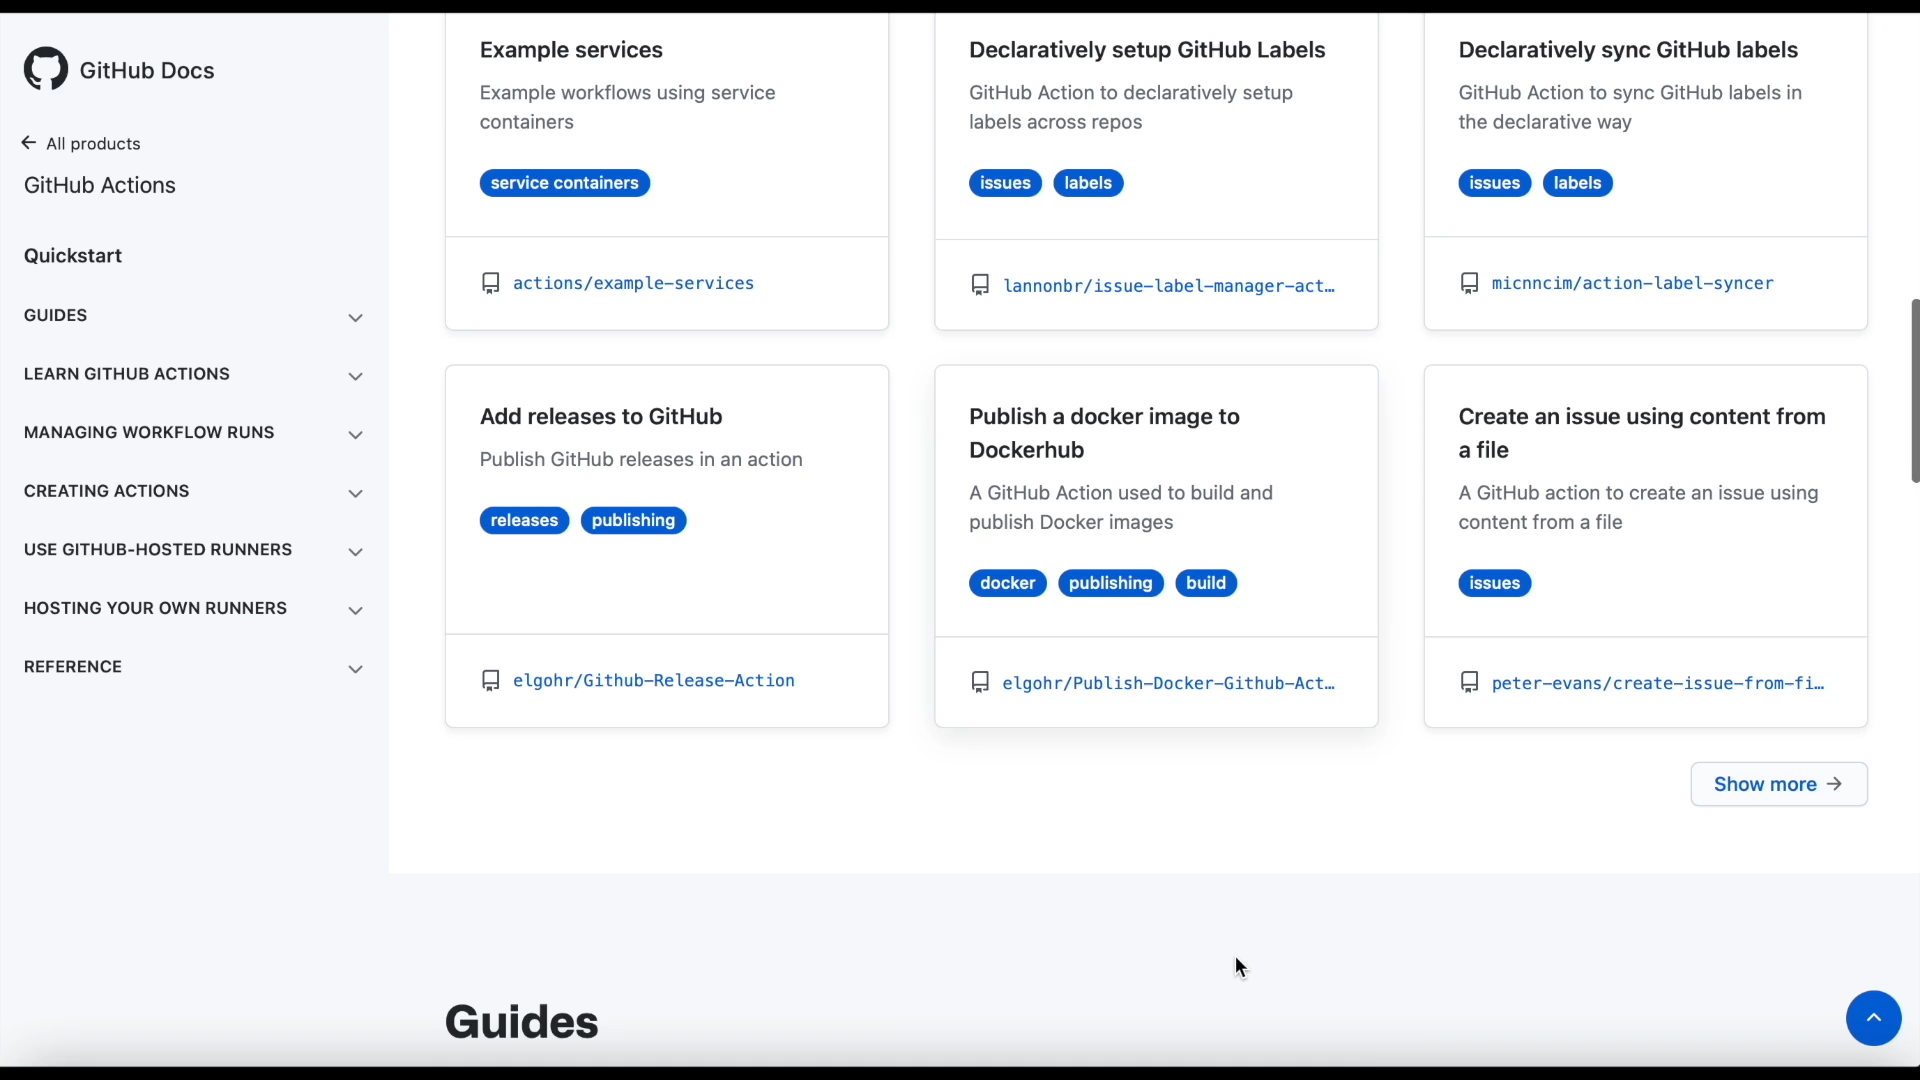 GitHub Docs
All products
GitHub Actions
Quickstart
GUIDES
LEARN GITHUB ACTIONS
MANAGING WORKFLOW RUNS
CREATING ACTIONS
USE GITHUB-HOSTED RUNNERS
HOSTING YOUR OWN RUNNERS
REFERENCE
Example services
Example workflows using service
containers
service containers
actions/example-services
Declaratively setup GitHub Labels
GitHub Action to declaratively setup
labels across repos
issues labels
lannonbr/issue-label-manager-act…
Declaratively sync GitHub labels
GitHub Action to sync GitHub labels in
the declarative way
issues labels
micnncim/action-label-syncer
Add releases to GitHub
Publish GitHub releases in an action
releases publishing
elgohr/Github-Release-Action
Publish a docker image to
Dockerhub
A GitHub Action used to build and
publish Docker images
docker publishing build
elgohr/Publish-Docker-Github-Act…
Create an issue using content from
a file
A GitHub action to create an issue using
content from a file
issues
peter-evans/create-issue-from-fi…
Show more
Guides